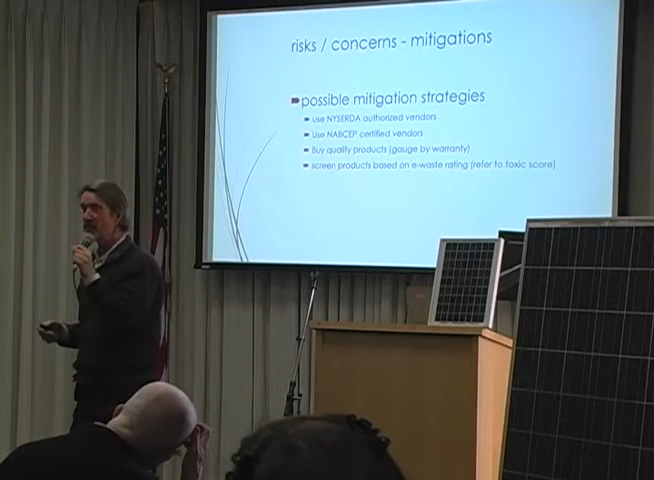 risks / concerns - mitigations
possible mitigation strategies
use NYSERDA authorized vendors
Use NABCEP certified vendors
Buy quality products (gauge by warranty)
screen products based on e-waste rating (refer to toxic score)